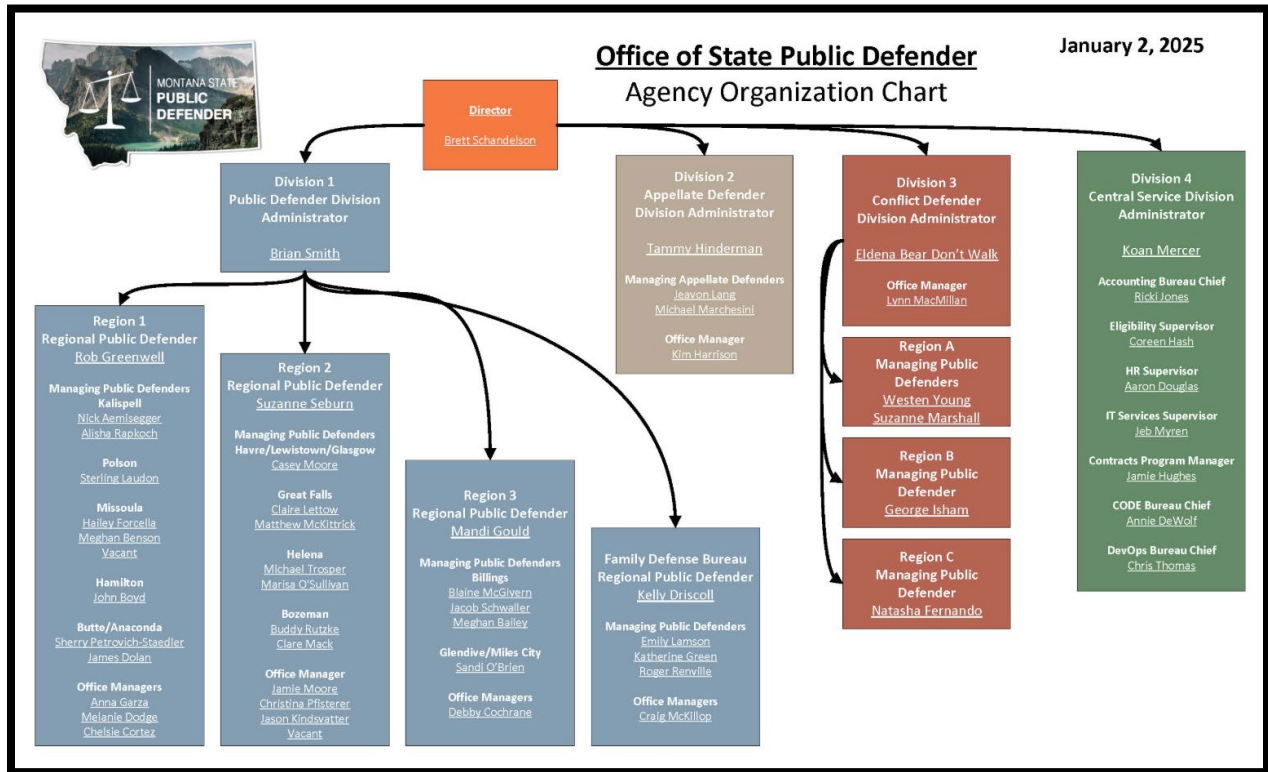 MONTANA STATE
PUBLIC
DEFENDER
Office of State Public Defender
Agency Organization Chart
January 2, 2025
Director
Brett Schandelson
Division 1
Public Defender Division
Administrator
Brian Smith
Region 1
Regional Public Defender
Rob Greenwell
Managing Public Defenders
Kalispell
Nick Aemisegger
Alisha Rapkoch
Polson
Sterling Laudon
Missoula
Hailey Forcella
Meghan Benson
Vacant
Hamilton
John Boyd
Butte/Anaconda
Sherry Petrovich-Staedler
James Dolan
Office Managers
Anna Garza
Melanie Dodge
Chelsie Cortez
Region 2
Regional Public Defender
Suzanne Seburn
Managing Public Defenders
Havre/Lewistown/Glasgow
Casey Moore
Great Falls
Claire Lettow
Matthew McKittrick
Helena
Michael Trosper
Marisa O'Sullivan
Bozeman
Buddy Rutzke
Clare Mack
Office Manager
Jamie Moore
Christina Pfisterer
Jason Kindsvatter
Vacant
Region 3
Regional Public Defender
Mandi Gould
Managing Public Defenders
Billings
Blaine McGivern
Jacob Schwaller
Meghan Bailey
Glendive/Miles City
Sandi O'Brien
Office Managers
Debby Cochrane
Family Defense Bureau
Regional Public Defender
Kelly Driscoll
Managing Public Defenders
Emily Lamson
Katherine Green
Roger Renville
Office Managers
Craig McKillop
Division 2
Appellate Defender
Division Administrator
Tammy Hinderman
Managing Appellate Defenders
Jeavon Lang
Michael Marchesini
Office Manager
Kim Harrison
Division 3
Conflict Defender
Division Administrator
Eldena Bear Don't Walk
Office Manager
Lynn MacMillan
Region A
Managing Public
Defenders
Westen Young
Suzanne Marshall
Region B
Managing Public
Defender
George Isham
Region C
Managing Public
Defender
Natasha Fernando
Division 4
Central Service Division
Administrator
Koan Mercer
Accounting Bureau Chief
Ricki Jones
Eligibility Supervisor
Coreen Hash
HR Supervisor
Aaron Douglas
IT Services Supervisor
Jeb Myren
Contracts Program Manager
Jamie Hughes
CODE Bureau Chief
Annie DeWolf
DevOps Bureau Chief
Chris Thomas